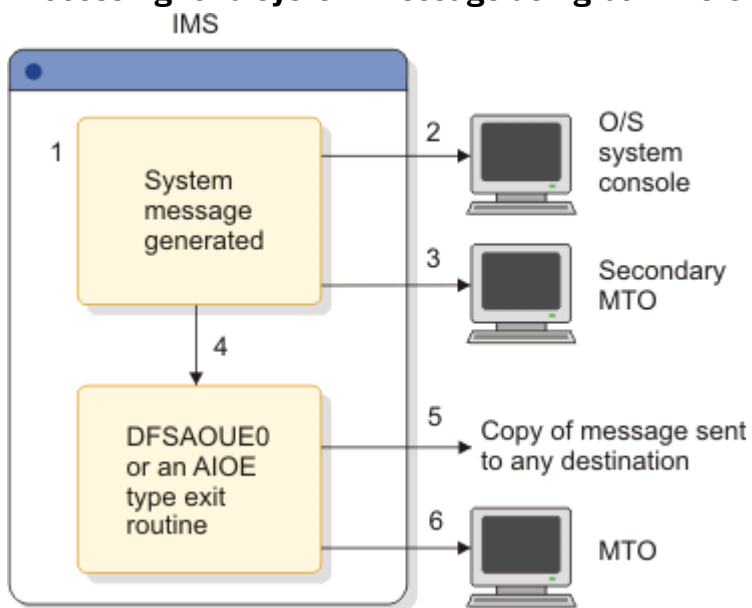 IMS
1
System
message
generated
2
O/S
system
console
3
Secondary
MTO
4
DFSAOUE0
or an AIOE
type exit
routine
5
Copy of message sent
to any destination
6
MTO